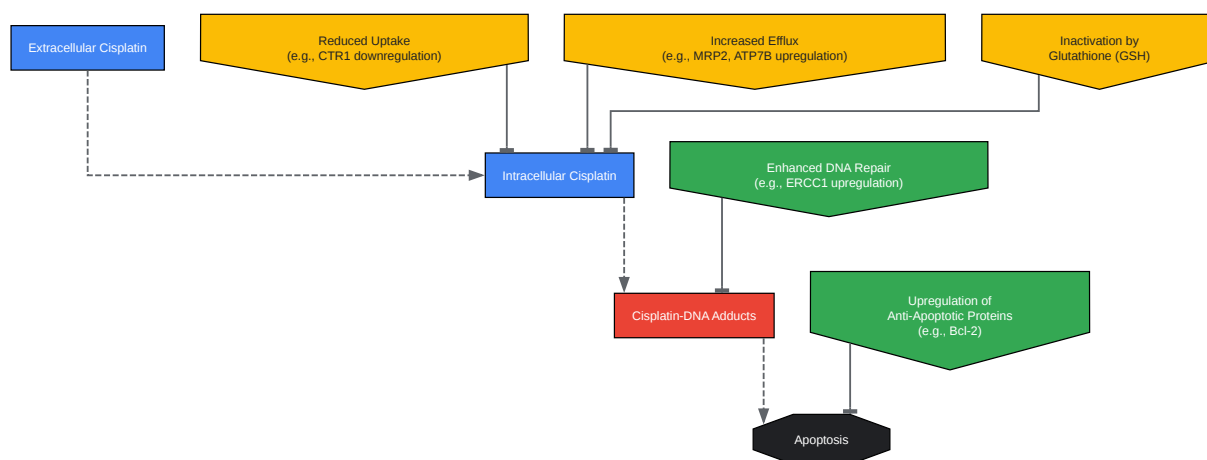 Extracellular Cisplatin
Reduced Uptake
(e.g., CTR1 downregulation)
Increased Efflux
(e.g., MRP2, ATP7B upregulation)
Inactivation by
Glutathione (GSH)
Intracellular Cisplatin
Enhanced DNA Repair
(e.g., ERCC1 upregulation)
Cisplatin-DNA Adducts
Upregulation of
Anti-Apoptotic Proteins
(e.g., Bcl-2)
Apoptosis